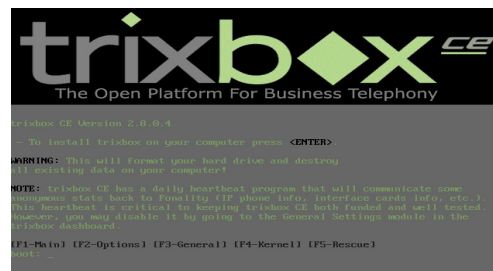 trixbox ce
The Open Platform For Business Telephony
trixbox CE Version 2.8.0.4
- To install trixbox on your computer press <ENTER>
WARNING: This will format your hard drive and destroy
all existing data on your computer!
NOTE: trixbox CE has a daily heartbeat program that will communicate some
anonymous stats back to Fonality (IP phone info, interface cards info, etc.).
This heartbeat is critical to keeping trixbox CE both funded and well tested.
However, you may disable it by going to the General Settings module in the
trixbox dashboard.
[F1-Main] [F2-Options] [F3-General] [F4-Kernel] [F5-Rescue]
boot: _